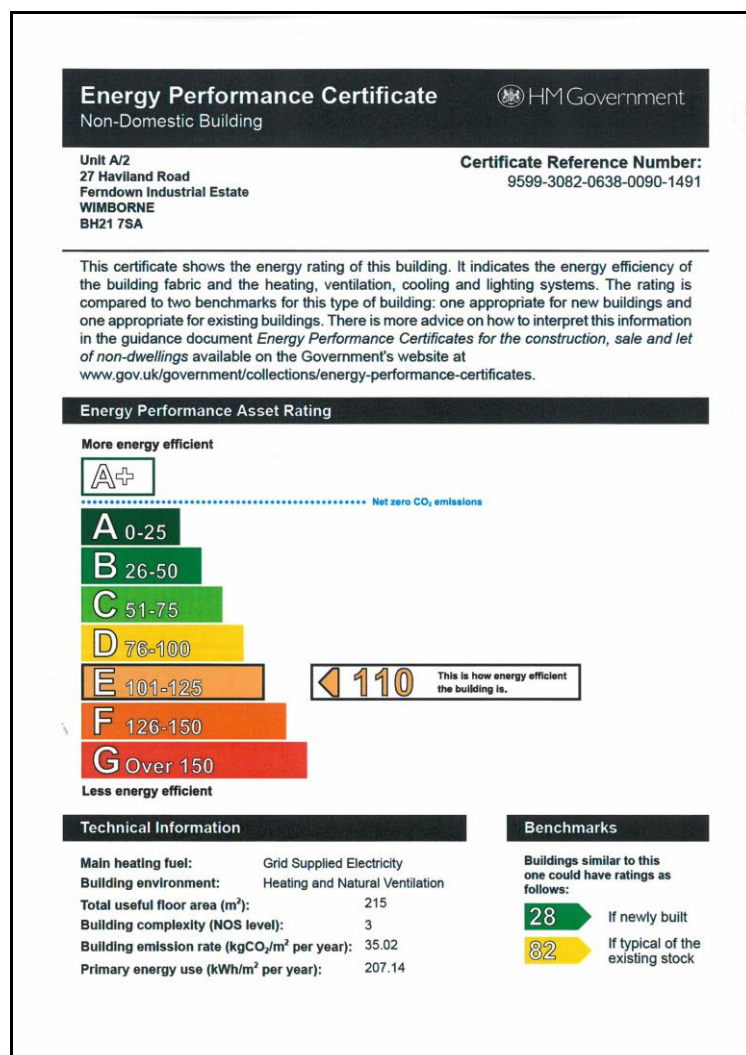 Energy Performance Certificate
Non-Domestic Building
HM Government
Unit A/2
27 Haviland Road
Ferndown Industrial Estate
WIMBORNE
BH21 7SA
Certificate Reference Number:
9599-3082-0638-0090-1491
This certificate shows the energy rating of this building. It indicates the energy efficiency of
the building fabric and the heating, ventilation, cooling and lighting systems. The rating is
compared to two benchmarks for this type of building: one appropriate for new buildings and
one appropriate for existing buildings. There is more advice on how to interpret this information
in the guidance document Energy Performance Certificates for the construction, sale and let
of non-dwellings available on the Government's website at
www.gov.uk/government/collections/energy-performance-certificates.
Energy Performance Asset Rating
More energy efficient
A+
Net zero CO₂ emissions
A 0-25
B 26-50
C 51-75
D 76-100
E 101-125
110
This is how energy efficient
the building is.
F 126-150
G Over 150
Less energy efficient
Technical Information
Main heating fuel: Grid Supplied Electricity
Building environment: Heating and Natural Ventilation
Total useful floor area (m²): 215
Building complexity (NOS level): 3
Building emission rate (kgCO₂/m² per year): 35.02
Primary energy use (kWh/m² per year): 207.14
Benchmarks
Buildings similar to this
one could have ratings as
follows:
28 If newly built
82 If typical of the
existing stock